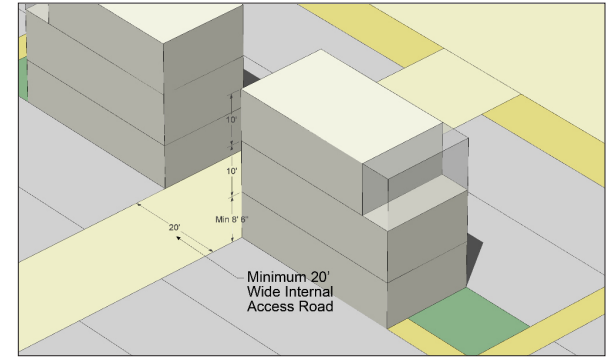 10'
10'
Min 8' 6"
20'
Minimum 20'
Wide Internal
Access Road